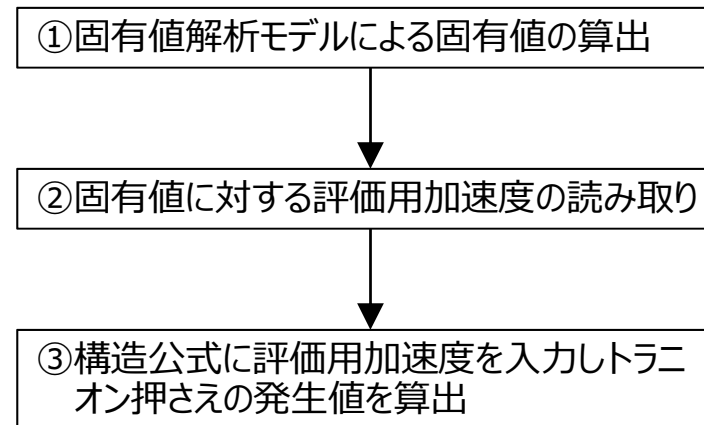 ①固有値解析モデルによる固有値の算出
②固有値に対する評価用加速度の読み取り
③構造公式に評価用加速度を入力しトラニ
オン押さえの発生値を算出